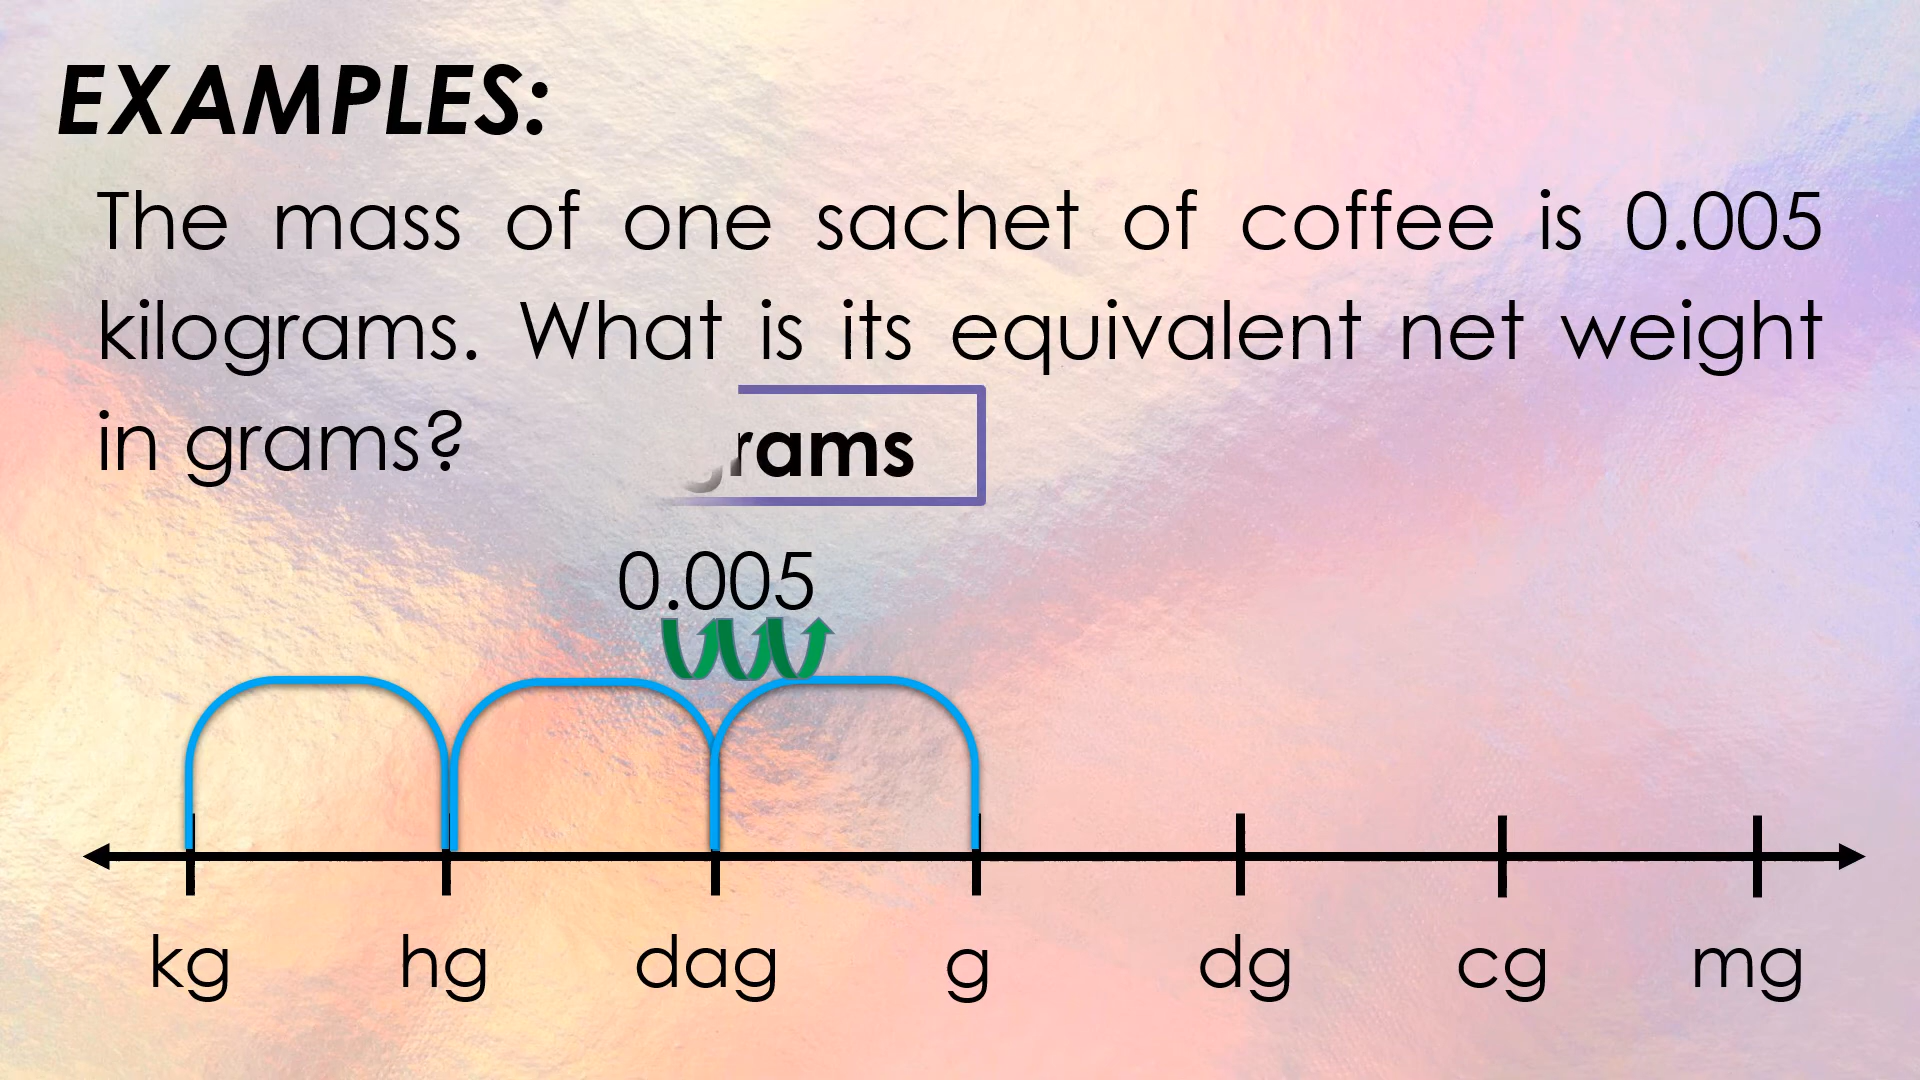 EXAMPLES:
The mass of one sachet of coffee is 0.005
kilograms. What is its equivalent net weight
in grams?
grams
0.005
kg hg dag g dg cg mg